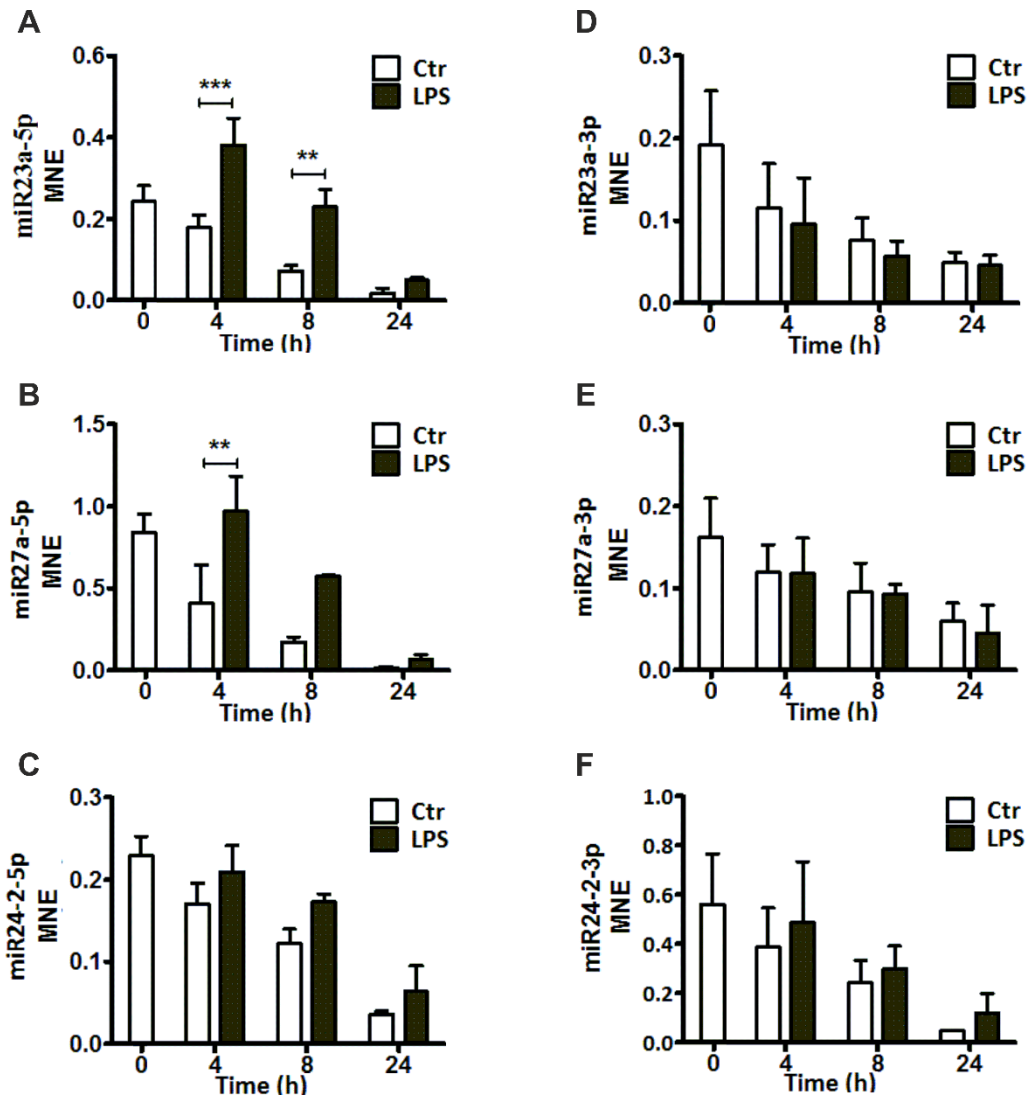 A
miR23a-5p
MNE
0.6
0.4
0.2
0.0
***
**
Ctr
LPS
0 4 8 24
Time (h)
B
miR27a-5p
MNE
1.5
1.0
0.5
0.0
**
Ctr
LPS
0 4 8 24
Time (h)
C
miR24-2-5p
MNE
0.3
0.2
0.1
0.0
Ctr
LPS
0 4 8 24
Time (h)
D
miR23a-3p
MNE
0.3
0.2
0.1
0.0
Ctr
LPS
0 4 8 24
Time (h)
E
miR27a-3p
MNE
0.3
0.2
0.1
0.0
Ctr
LPS
0 4 8 24
Time (h)
F
miR24-2-3p
MNE
1.0
0.8
0.6
0.4
0.2
0.0
Ctr
LPS
0 4 8 24
Time (h)